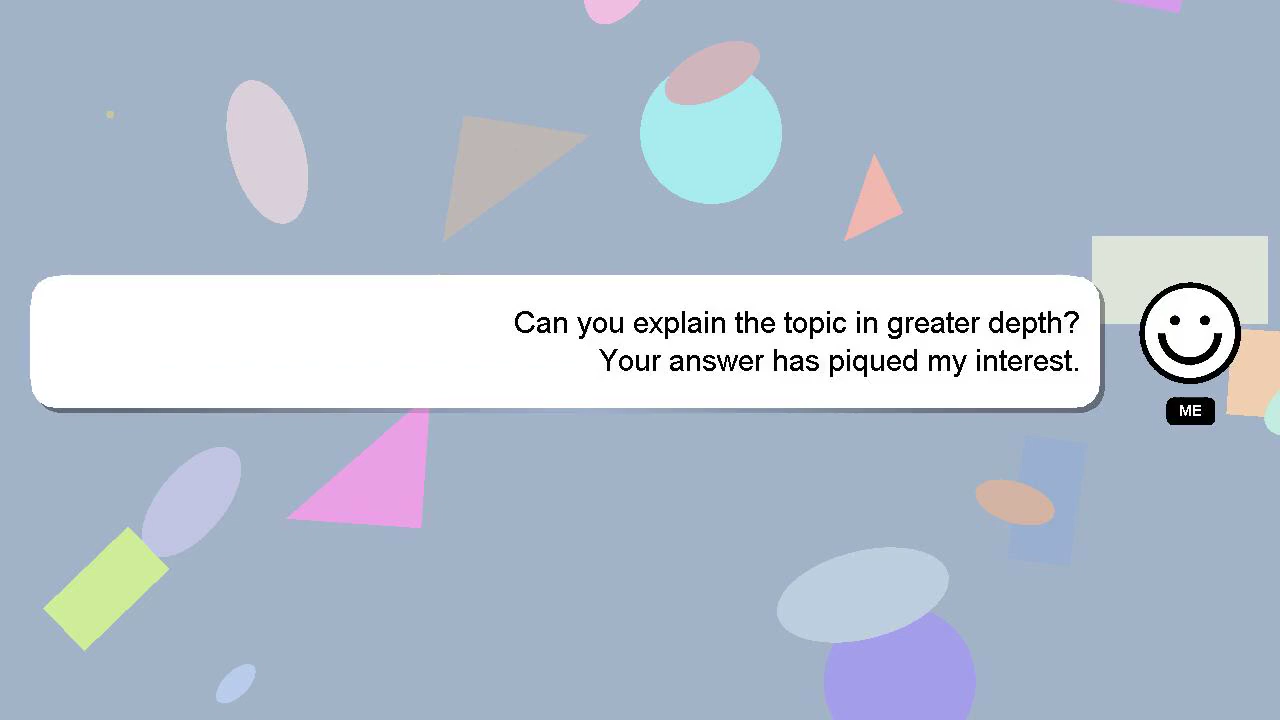 Can you explain the topic in greater depth?
Your answer has piqued my interest.
ME